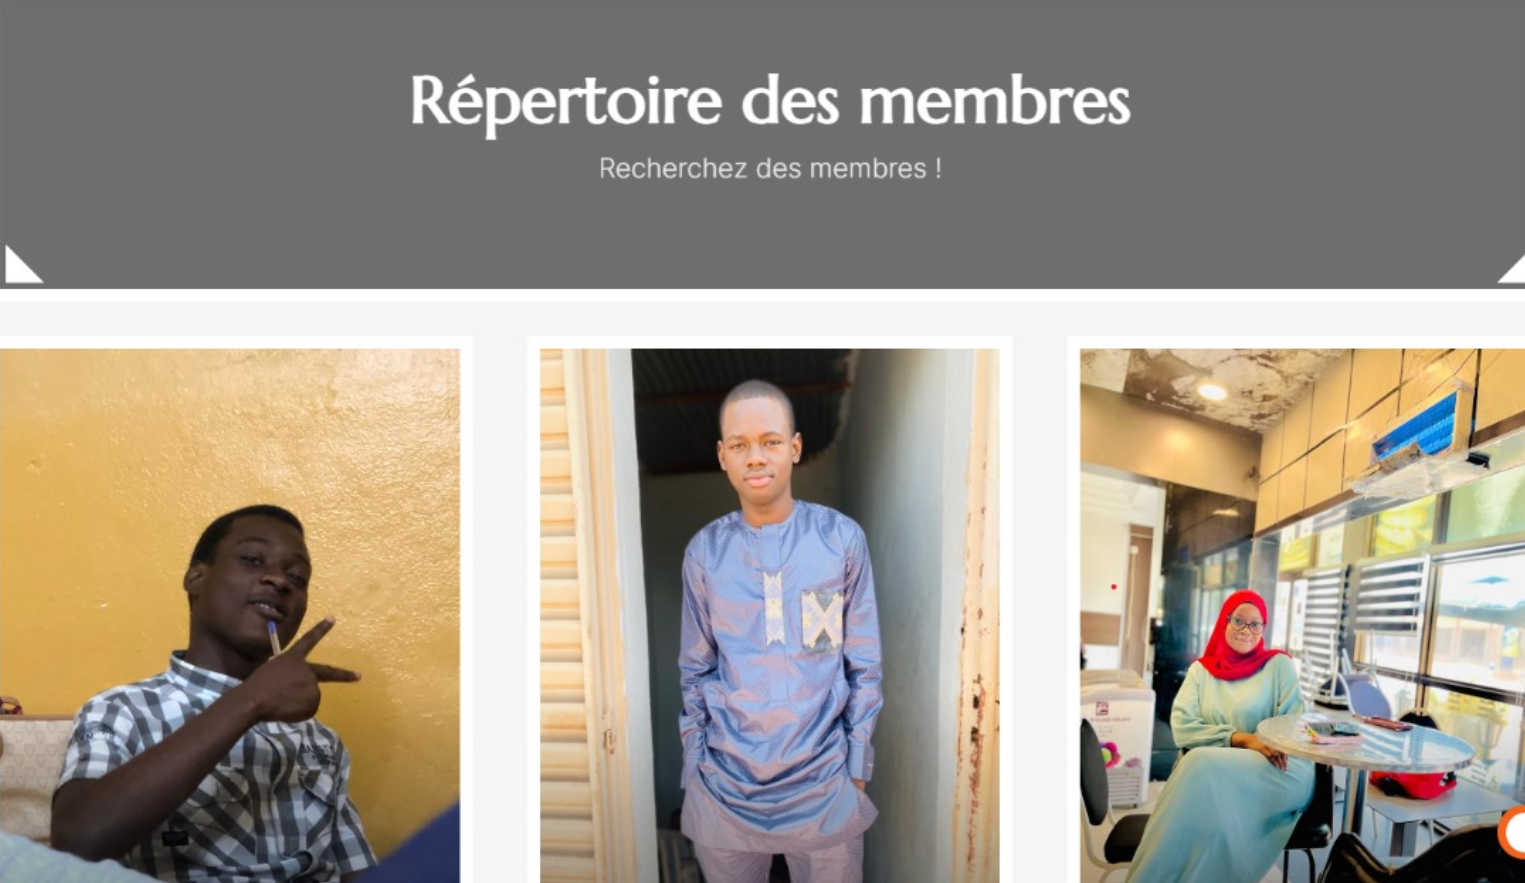 Répertoire des membres
Recherchez des membres !